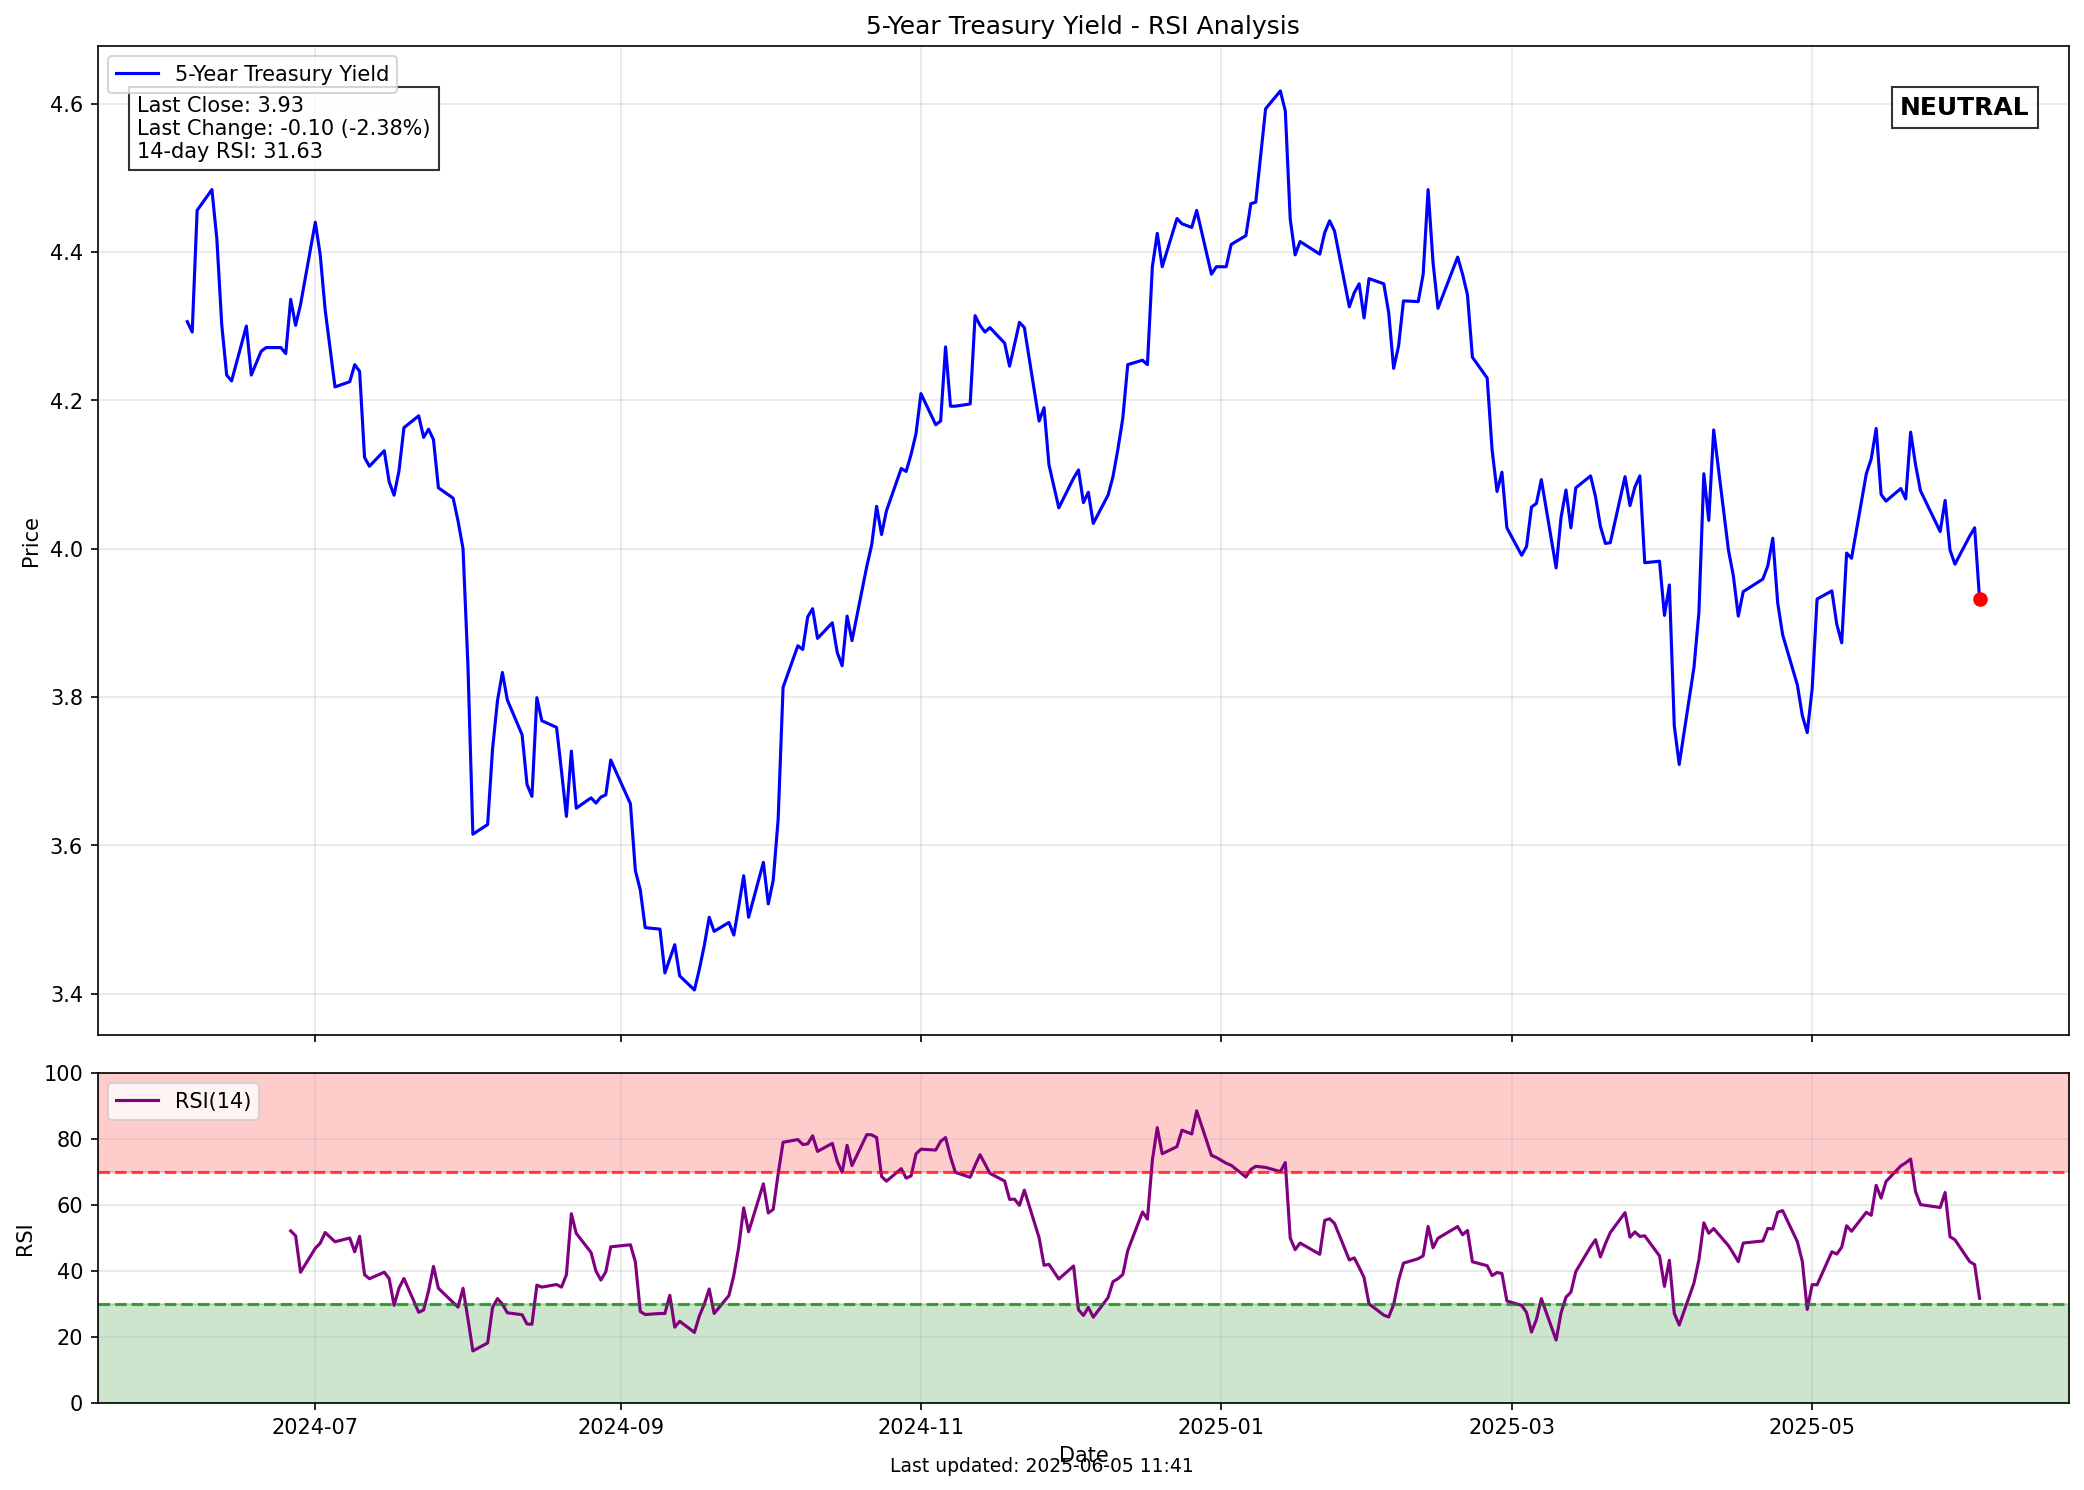 5-Year Treasury Yield - RSI Analysis
5-Year Treasury Yield
Last Close: 3.93
Last Change: -0.10 (-2.38%)
14-day RSI: 31.63
NEUTRAL
Price
4.6
4.4
4.2
4.0
3.8
3.6
3.4
RSI(14)
RSI
100
80
60
40
20
0
2024-07
2024-09
2024-11
2025-01
2025-03
2025-05
Date
Last updated: 2025-06-05 11:41